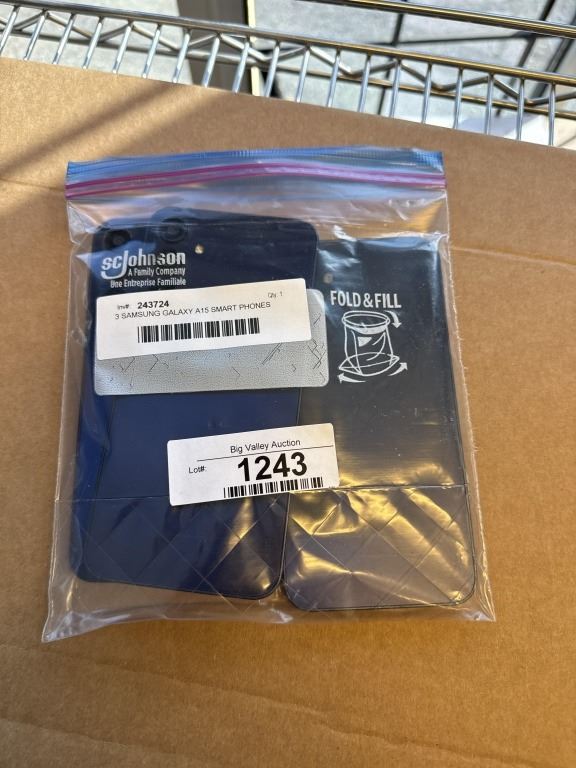 scJohnson
A Family Company
Une Entreprise Familiale
Inv#: 243724
Qty. 1
3 SAMSUNG GALAXY A15 SMART PHONES
FOLD & FILL
Big Valley Auction
Lot#: 1243